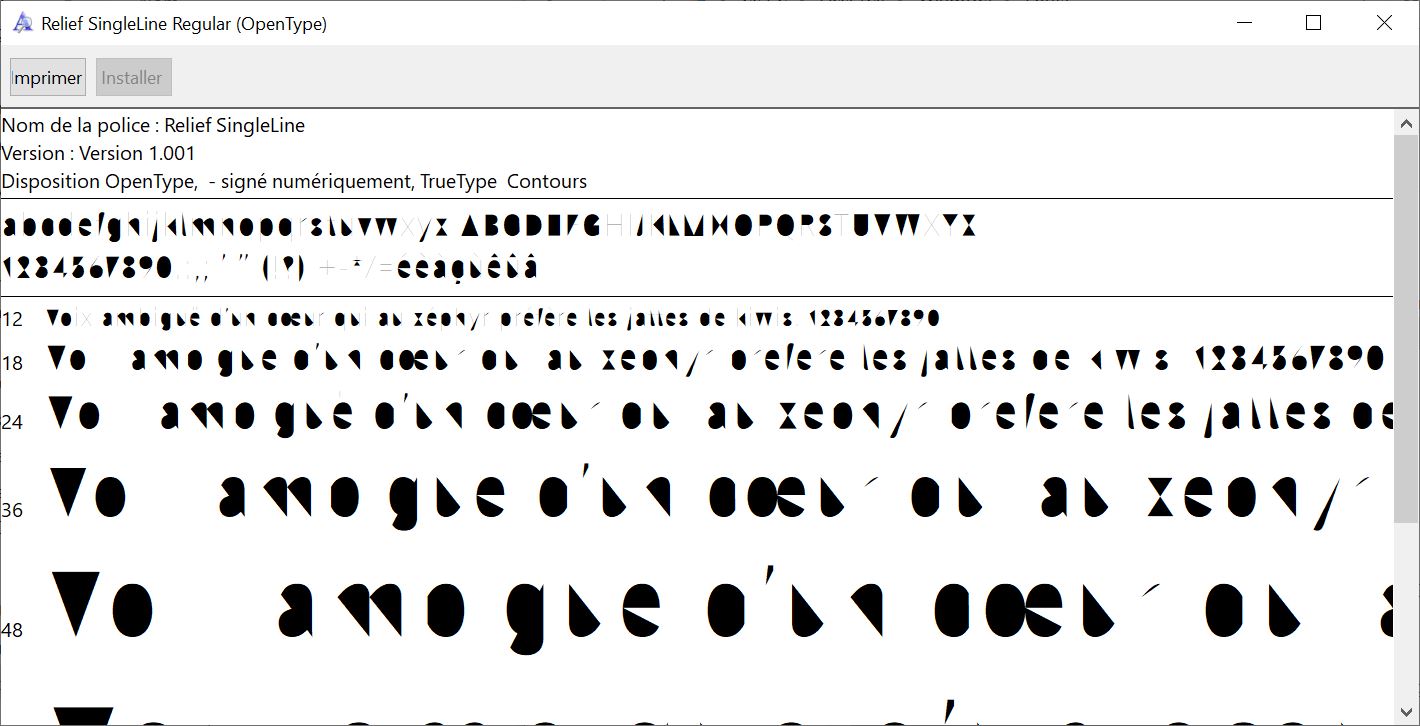 Relief SingleLine Regular (OpenType)
Imprimer Installer
Nom de la police : Relief SingleLine
Version : Version 1.001
Disposition OpenType,  - signé numériquement, TrueType  Contours
abcdefghijklmnopqrstuvwxyz ABCDEFGHIJKLMNOPQRSTUVWXYZ
1234567890.:,; ' " (!?) +-*/=éèàçùêîâ
12 Voix ambiguë d'un cœur qui au zéphyr préfère les jattes de kiwis. 1234567890
18 Voix ambiguë d'un cœur qui au zéphyr préfère les jattes de kiwis. 1234567890
24 Voix ambiguë d'un cœur qui au zéphyr préfère les jattes de
36 Voix ambiguë d'un cœur qui au zéphyr
48 Voix ambiguë d'un cœur qui